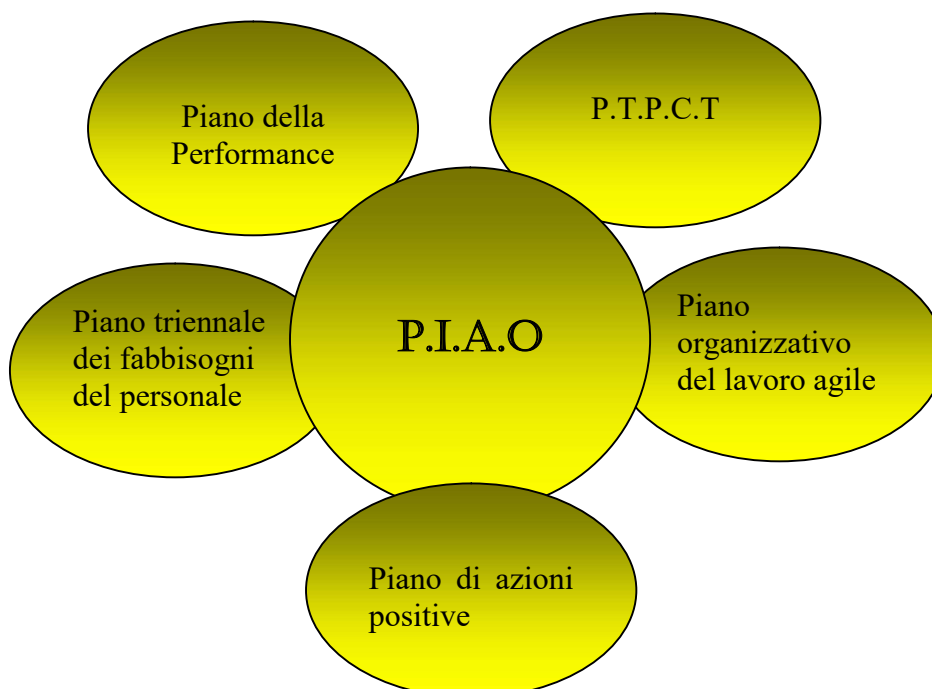 Piano della
Performance
P.T.P.C.T
Piano triennale
dei fabbisogni
del personale
P.I.A.O
Piano
organizzativo
del lavoro agile
Piano di azioni
positive